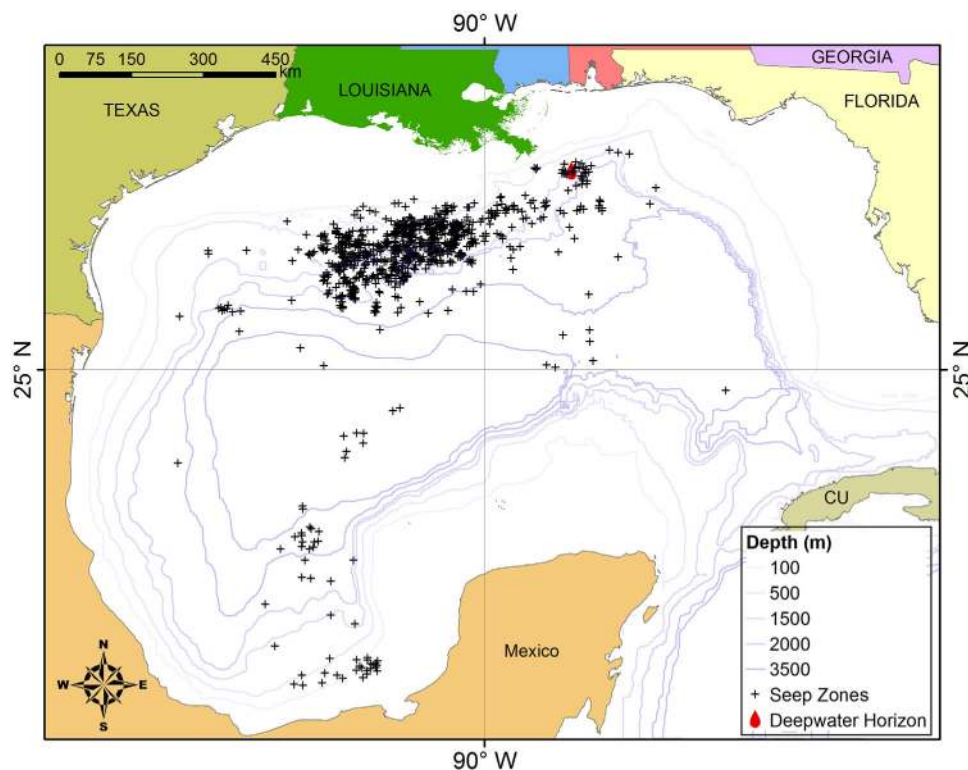 90° W
0 75 150 300 450
km
GEORGIA
LOUISIANA
TEXAS
FLORIDA
25° N
25° N
CU
Depth (m)
100
500
1500
2000
3500
Seep Zones
Deepwater Horizon
Mexico
N
W E
S
90° W